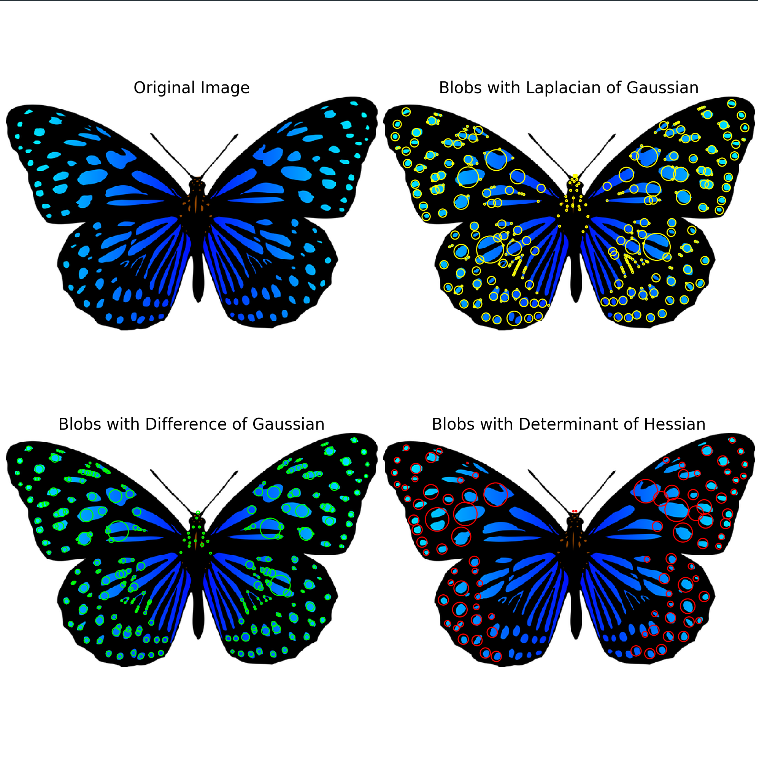 Original Image
Blobs with Laplacian of Gaussian
Blobs with Difference of Gaussian
Blobs with Determinant of Hessian